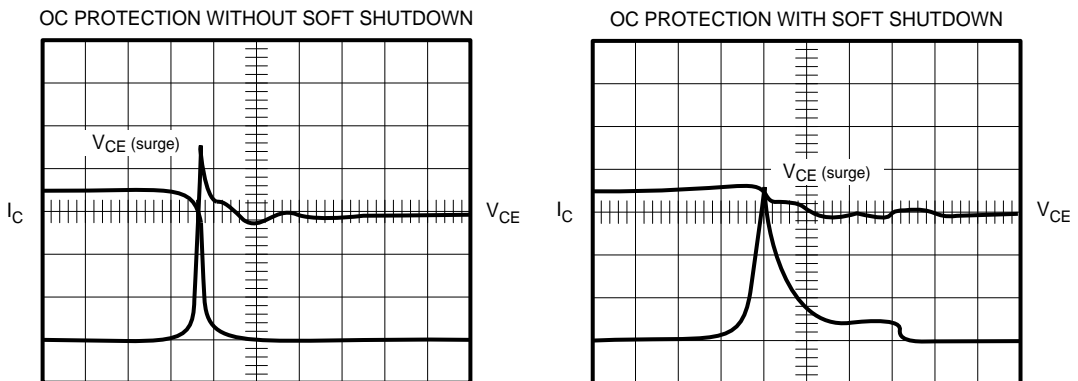 OC PROTECTION WITHOUT SOFT SHUTDOWN
VCE (surge)
IC
VCE
OC PROTECTION WITH SOFT SHUTDOWN
VCE (surge)
IC
VCE